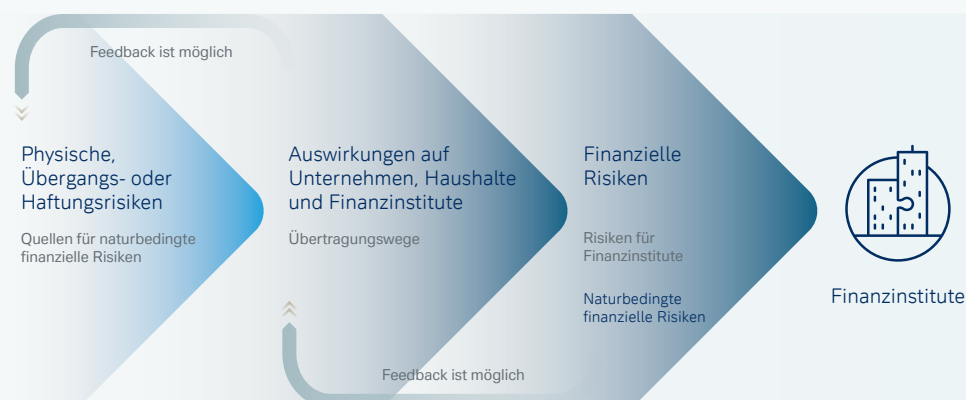 Feedback ist möglich
Physische,
Übergangs- oder
Haftungsrisiken
Quellen für naturbedingte
finanzielle Risiken
Auswirkungen auf
Unternehmen, Haushalte
und Finanzinstitute
Übertragungswege
Finanzielle
Risiken
Risiken für
Finanzinstitute
Naturbedingte
finanzielle Risiken
Finanzinstitute
Feedback ist möglich